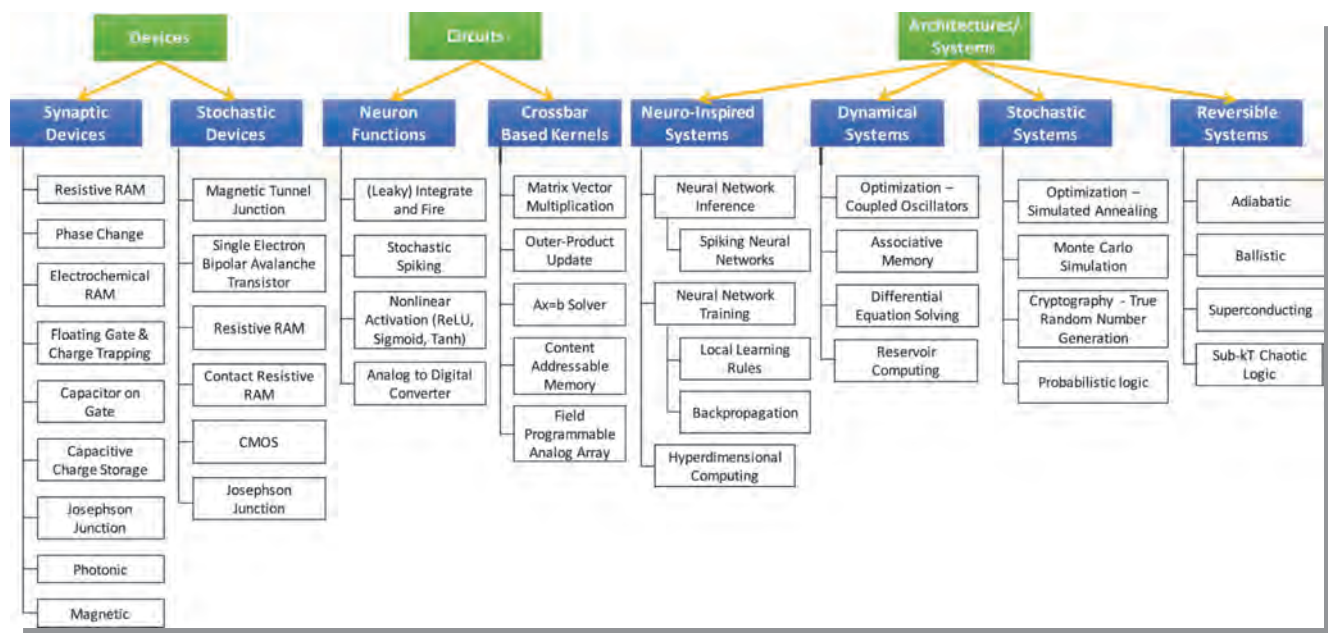 Devices
Circuits
Architectures/
Systems
Synaptic
Devices
Stochastic
Devices
Neuron
Functions
Crossbar
Based Kernels
Neuro-Inspired
Systems
Dynamical
Systems
Stochastic
Systems
Reversible
Systems
Resistive RAM
Phase Change
Electrochemical
RAM
Floating Gate &
Charge Trapping
Capacitor on
Gate
Capacitive
Charge Storage
Josephson
Junction
Photonic
Magnetic
Magnetic Tunnel
Junction
Single Electron
Bipolar Avalanche
Transistor
Resistive RAM
Contact Resistive
RAM
CMOS
Josephson
Junction
(Leaky) Integrate
and Fire
Stochastic
Spiking
Nonlinear
Activation (ReLU,
Sigmoid, Tanh)
Analog to Digital
Converter
Matrix Vector
Multiplication
Outer-Product
Update
Ax=b Solver
Content
Addressable
Memory
Field
Programmable
Analog Array
Neural Network
Inference
Spiking Neural
Networks
Neural Network
Training
Local Learning
Rules
Backpropagation
Hyperdimensional
Computing
Optimization –
Coupled Oscillators
Associative
Memory
Differential
Equation Solving
Reservoir
Computing
Optimization –
Simulated Annealing
Monte Carlo
Simulation
Cryptography - True
Random Number
Generation
Probabilistic logic
Adiabatic
Ballistic
Superconducting
Sub-kT Chaotic
Logic